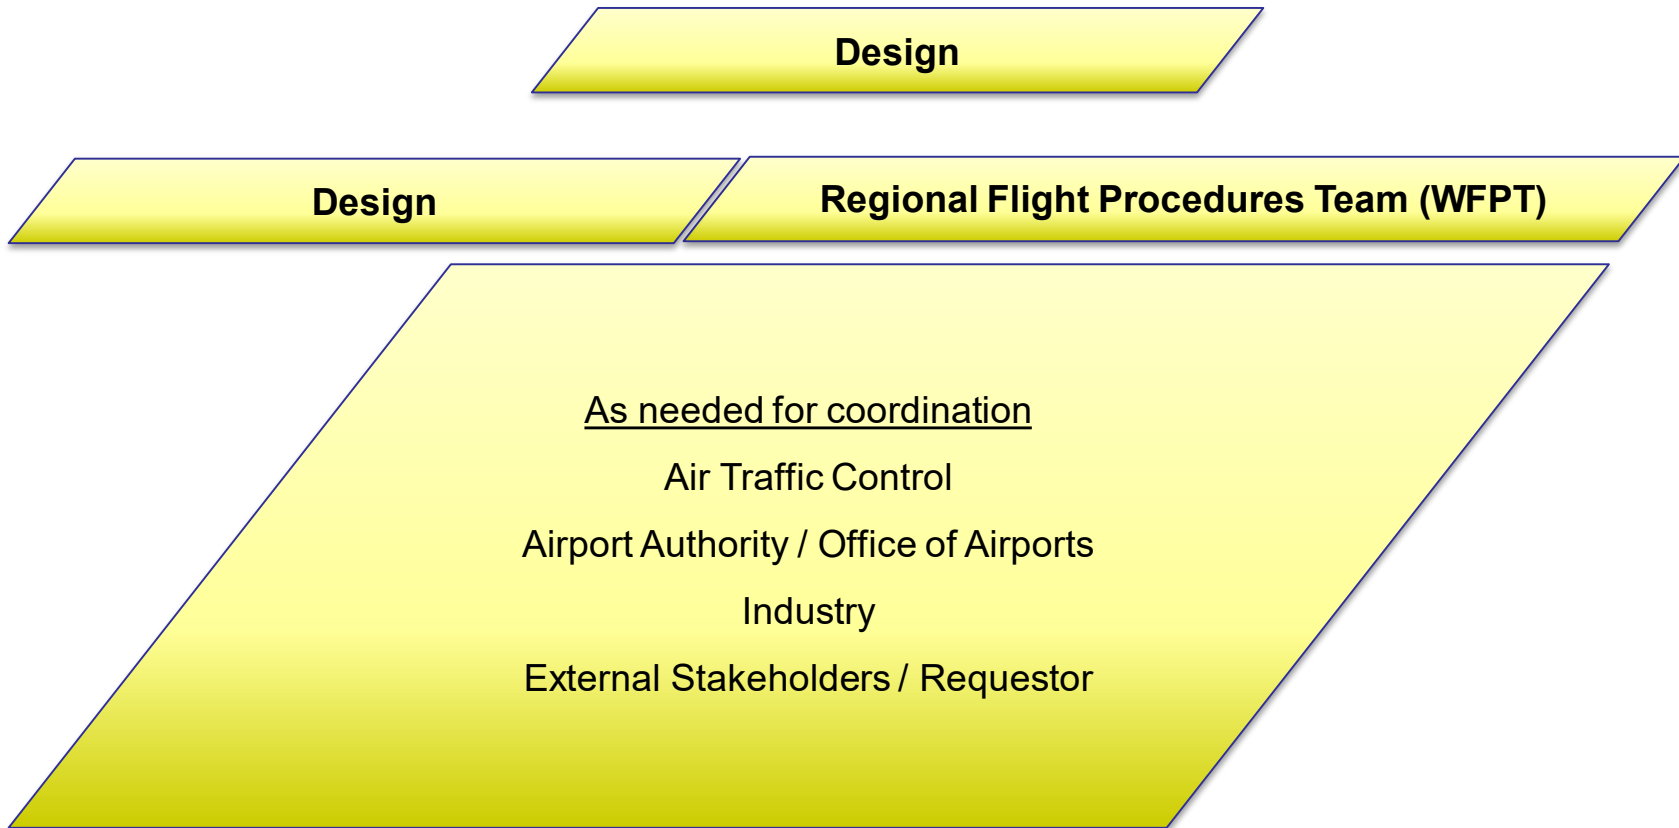 Design
Design
Regional Flight Procedures Team (WFPT)
As needed for coordination
Air Traffic Control
Airport Authority / Office of Airports
Industry
External Stakeholders / Requestor